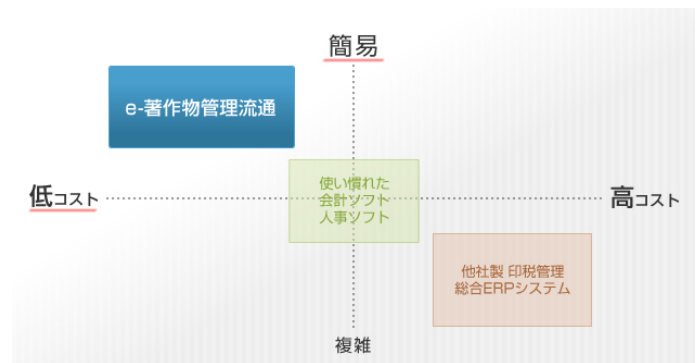 簡易
e-著作物管理流通
使い慣れた
会計ソフト
人事ソフト
低コスト
高コスト
他社製 印税管理
総合ERPシステム
複雑